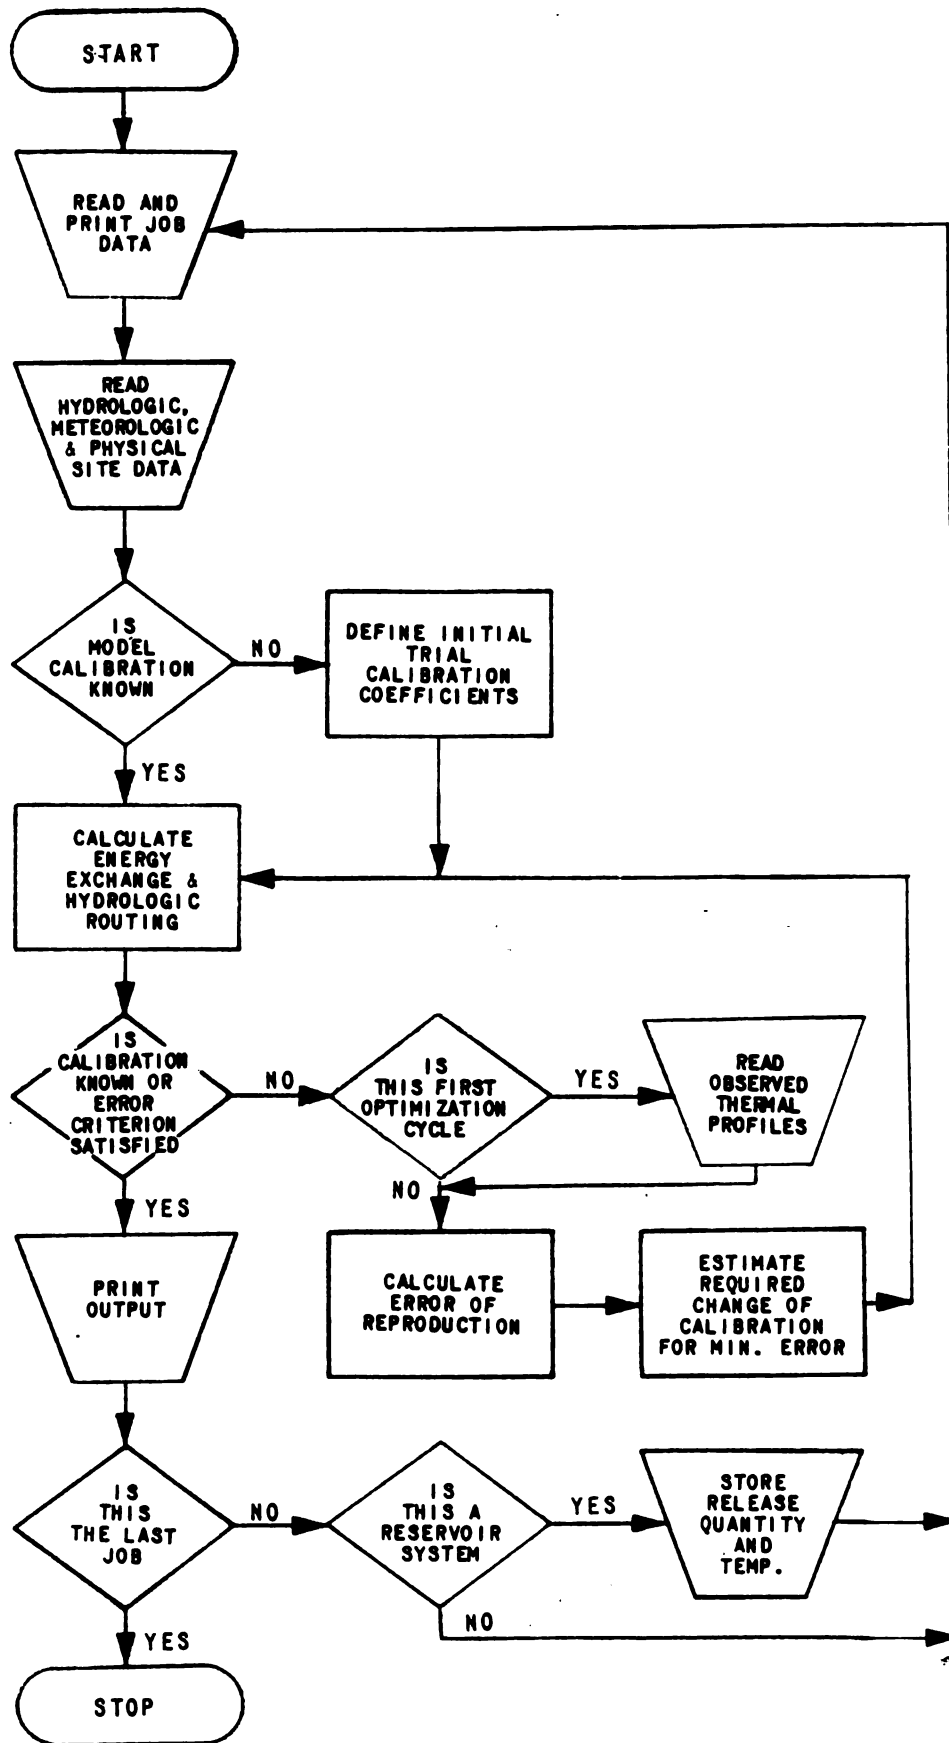 START
READ AND
PRINT JOB
DATA
READ
HYDROLOGIC,
METEOROLOGIC
& PHYSICAL
SITE DATA
IS
MODEL
CALIBRATION
KNOWN
NO
DEFINE INITIAL
TRIAL
CALIBRATION
COEFFICIENTS
YES
CALCULATE
ENERGY
EXCHANGE &
HYDROLOGIC
ROUTING
IS
CALIBRATION
KNOWN OR
ERROR
CRITERION
SATISFIED
NO
IS
THIS FIRST
OPTIMIZATION
CYCLE
YES
READ
OBSERVED
THERMAL
PROFILES
NO
YES
PRINT
OUTPUT
CALCULATE
ERROR OF
REPRODUCTION
ESTIMATE
REQUIRED
CHANGE OF
CALIBRATION
FOR MIN. ERROR
IS
THIS
THE LAST
JOB
NO
IS
THIS A
RESERVOIR
SYSTEM
YES
STORE
RELEASE
QUANTITY
AND
TEMP.
NO
YES
STOP